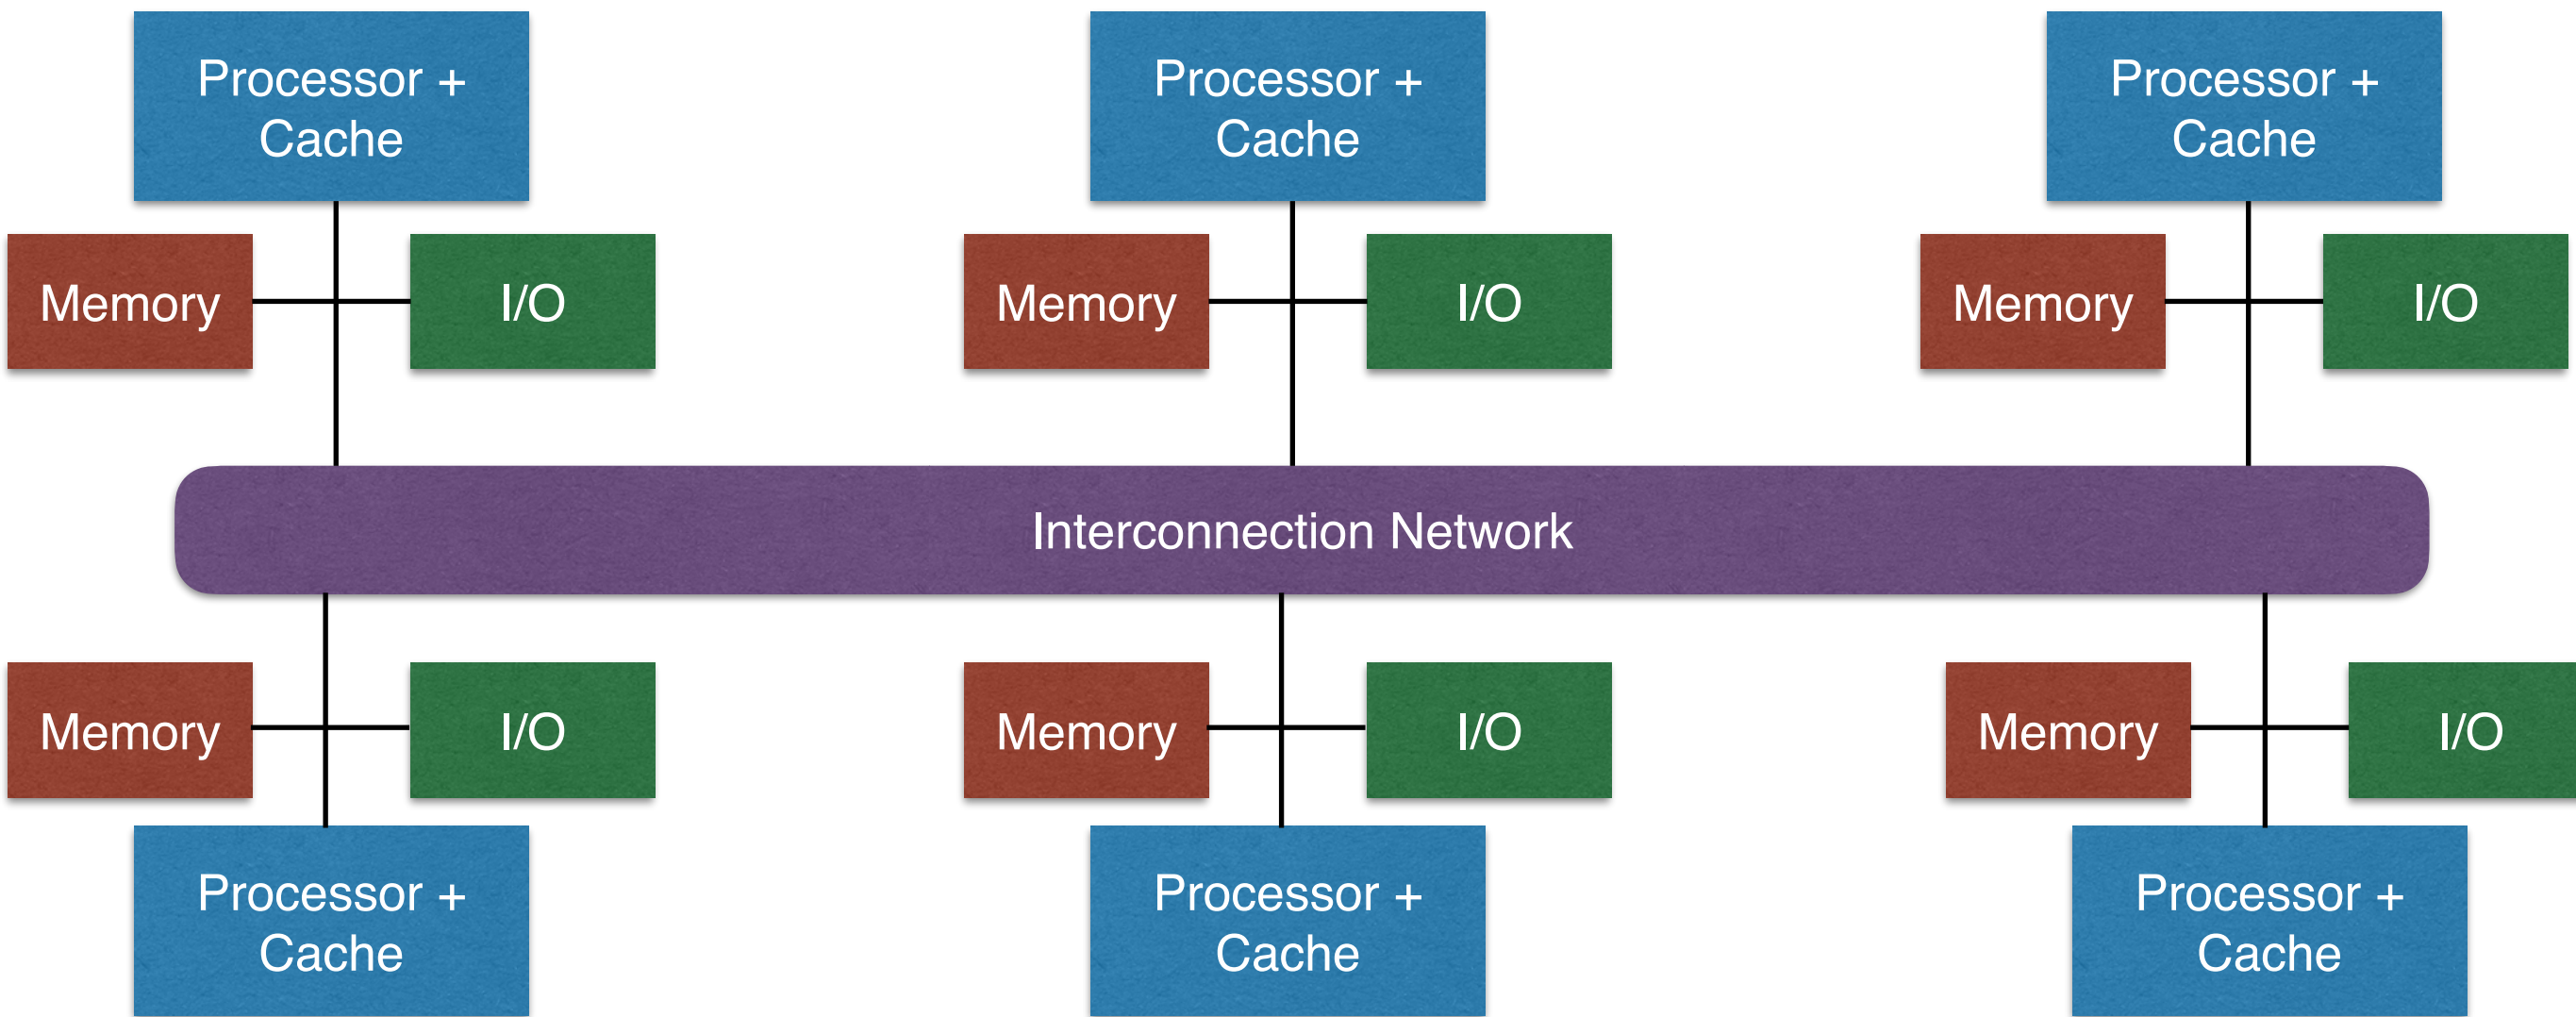 Processor +
Cache
Processor +
Cache
Processor +
Cache
Memory
I/O
Memory
I/O
Memory
I/O
Interconnection Network
Memory
I/O
Memory
I/O
Memory
I/O
Processor +
Cache
Processor +
Cache
Processor +
Cache